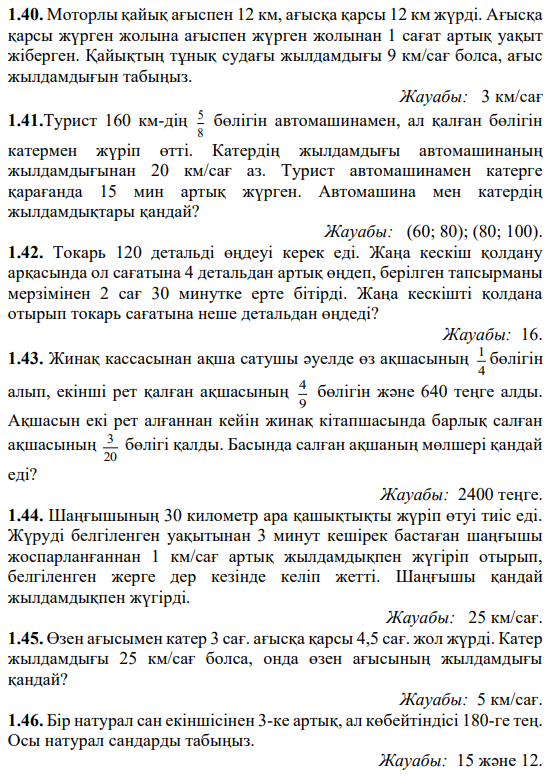 1.40. Моторлы қайық ағыспен 12 км, ағысқа қарсы 12 км жүрді. Ағысқа
қарсы жүрген жолына ағыспен жүрген жолынан 1 сағат артық уақыт
жіберген. Қайықтың тұнық судағы жылдамдығы 9 км/сағ болса, ағыс
жылдамдығын табыңыз.
Жауабы: 3 км/сағ
1.41.Турист 160 км-дің 5/8 бөлігін автомашинамен, ал қалған бөлігін
катермен жүріп өтті. Катердің жылдамдығы автомашинаның
жылдамдығынан 20 км/сағ аз. Турист автомашинамен катерге
қарағанда 15 мин артық жүрген. Автомашина мен катердің
жылдамдықтары қандай?
Жауабы: (60; 80); (80; 100).
1.42. Токарь 120 детальді өңдеуі керек еді. Жаңа кескіш қолдану
арқасында ол сағатына 4 детальдан артық өңдеп, берілген тапсырманы
мерзімінен 2 сағ 30 минутке ерте бітірді. Жаңа кескішті қолдана
отырып токарь сағатына неше детальдан өңдеді?
Жауабы: 16.
1.43. Жинақ кассасынан ақша сатушы әуелде өз ақшасының 1/4 бөлігін
алып, екінші рет қалған ақшасының 4/9 бөлігін және 640 теңге алды.
Ақшасын екі рет алғаннан кейін жинақ кітапшасында барлық салған
ақшасының 3/20 бөлігі қалды. Басында салған ақшаның мөлшері қандай
еді?
Жауабы: 2400 теңге.
1.44. Шаңғышының 30 километр ара қашықтықты жүріп өтуі тиіс еді.
Жүруді белгіленген уақытынан 3 минут кешірек бастаған шаңғышы
жоспарланғаннан 1 км/сағ артық жылдамдықпен жүгіріп отырып,
белгіленген жерге дер кезінде келіп жетті. Шаңғышы қандай
жылдамдықпен жүгірді.
Жауабы: 25 км/сағ.
1.45. Өзен ағысымен катер 3 сағ. ағысқа қарсы 4,5 сағ. жол жүрді. Катер
жылдамдығы 25 км/сағ болса, онда өзен ағысының жылдамдығы
қандай?
Жауабы: 5 км/сағ.
1.46. Бір натурал сан екіншісінен 3-ке артық, ал көбейтіндісі 180-ге тең.
Осы натурал сандарды табыңыз.
Жауабы: 15 және 12.